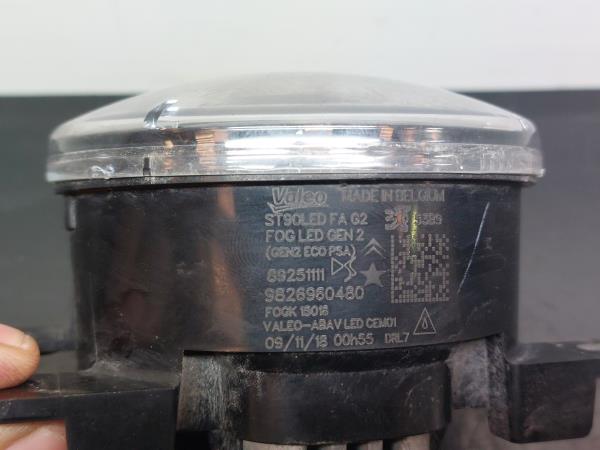 Valeo MADE IN BELGIUM
ST90LED FA G2
FOG LED GEN 2
(GEN2 ECO PSA)
89251111
9826960480
FOGK 18016
VALEO-ABAV LED CEM01
09/11/18 00h55 DRL7